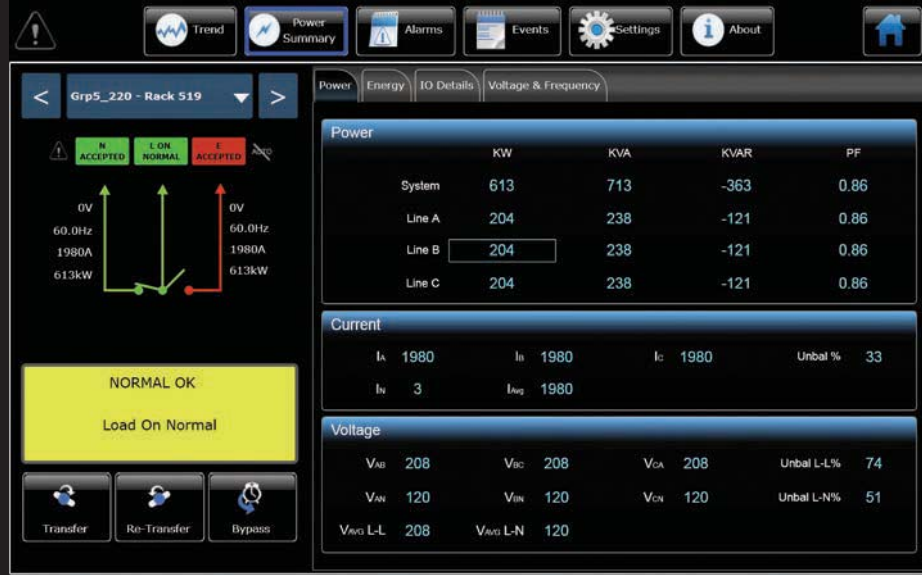 Trend
Power Summary
Alarms
Events
Settings
About
< Grp5_220 - Rack 519 >
N ACCEPTED
L ON NORMAL
E ACCEPTED
AUTO
0V
60.0Hz
1980A
613kW
0V
60.0Hz
1980A
613kW
NORMAL OK
Load On Normal
Transfer
Re-Transfer
Bypass
Power Energy IO Details Voltage & Frequency
Power
KW KVA KVAR PF
System 613 713 -363 0.86
Line A 204 238 -121 0.86
Line B 204 238 -121 0.86
Line C 204 238 -121 0.86
Current
IA 1980 IB 1980 IC 1980 Unbal % 33
IN 3 IAvg 1980
Voltage
VAB 208 VBC 208 VCA 208 Unbal L-L% 74
VAN 120 VBN 120 VCN 120 Unbal L-N% 51
VAVG L-L 208 VAVG L-N 120